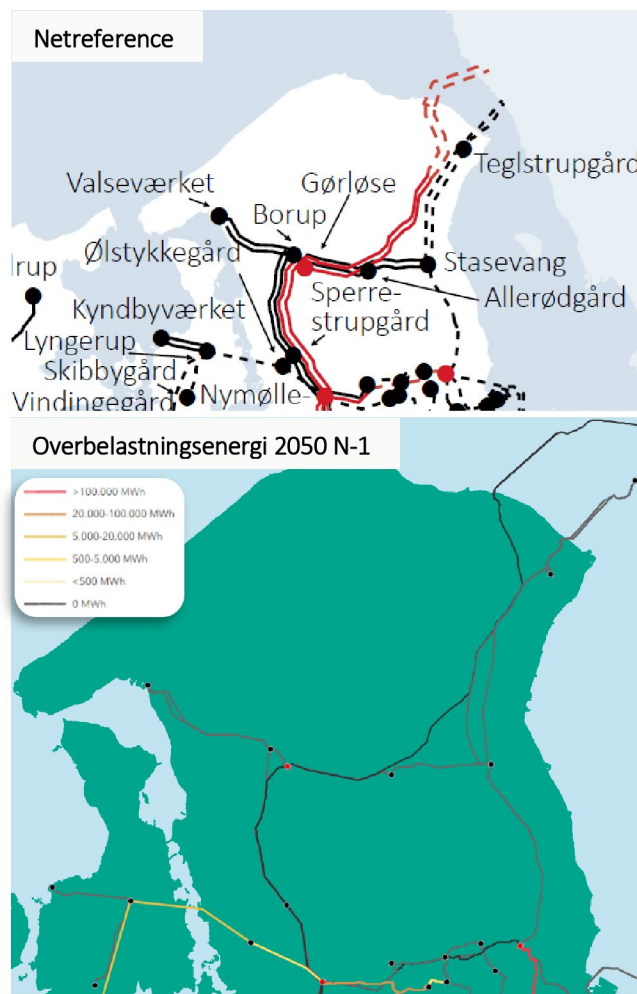 Netreference
Teglstrupgård
Valseværket
Gørløse
Borup
Ølstykkegård
Stasevang
drup
Sperre-
Allerødgård
Kyndbyværket
strupgård
Lyngerup
Skibbygård
Vindingegård
Nymølle-
Overbelastningsenergi 2050 N-1
>100.000 MWh
20.000-100.000 MWh
5.000-20.000 MWh
500-5.000 MWh
<500 MWh
0 MWh